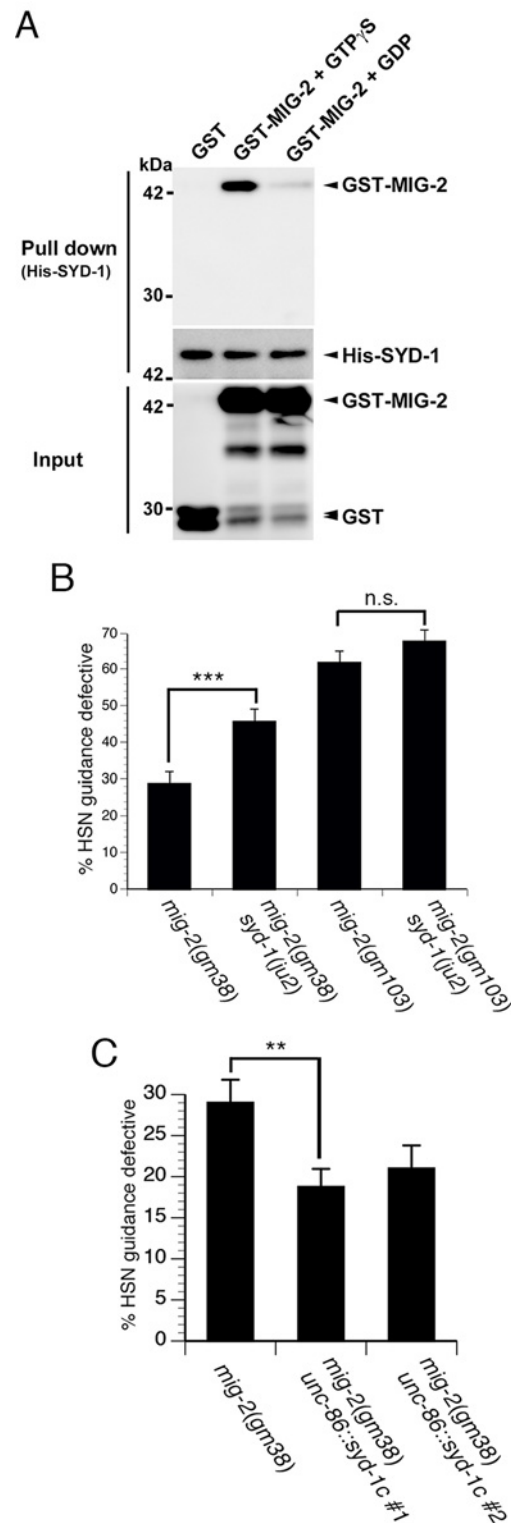 A
GST
GST-MIG-2 + GTPγS
GST-MIG-2 + GDP
kDa
42
30
42
42
30
Pull down
(His-SYD-1)
Input
GST-MIG-2
His-SYD-1
GST-MIG-2
GST
B
% HSN guidance defective
70
60
50
40
30
20
10
0
***
n.s.
mig-2(gm38)
mig-2(gm38)
syd-1(ju2)
mig-2(gm103)
mig-2(gm103)
syd-1(ju2)
C
% HSN guidance defective
30
25
20
15
10
5
0
**
mig-2(gm38)
mig-2(gm38)
unc-86::syd-1c #1
mig-2(gm38)
unc-86::syd-1c #2